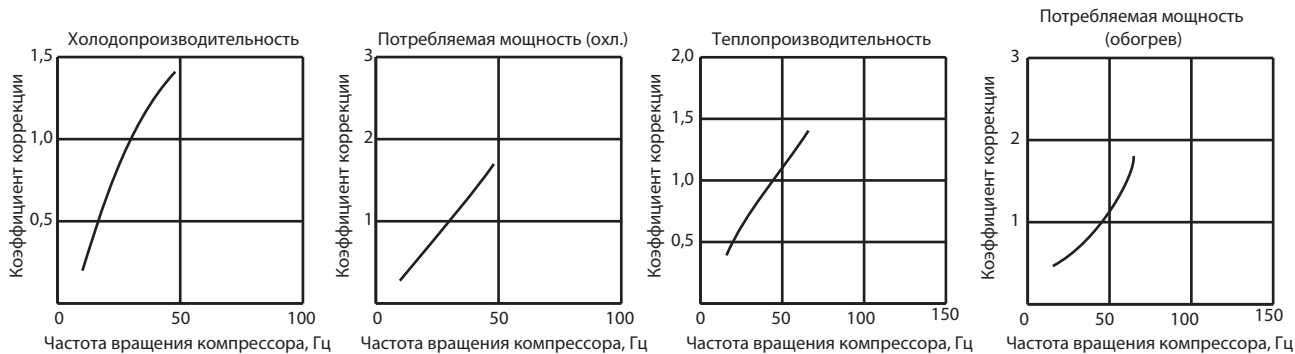 Холодопроизводительность
Коэффициент коррекции
1,5
1,0
0,5
0
50
100
Частота вращения компрессора, Гц
Потребляемая мощность (охл.)
Коэффициент коррекции
3
2
1
0
50
100
Частота вращения компрессора, Гц
Теплопроизводительность
Коэффициент коррекции
2,0
1,5
1,0
0,5
0
50
100
150
Частота вращения компрессора, Гц
Потребляемая мощность
(обогрев)
Коэффициент коррекции
3
2
1
0
50
100
150
Частота вращения компрессора, Гц